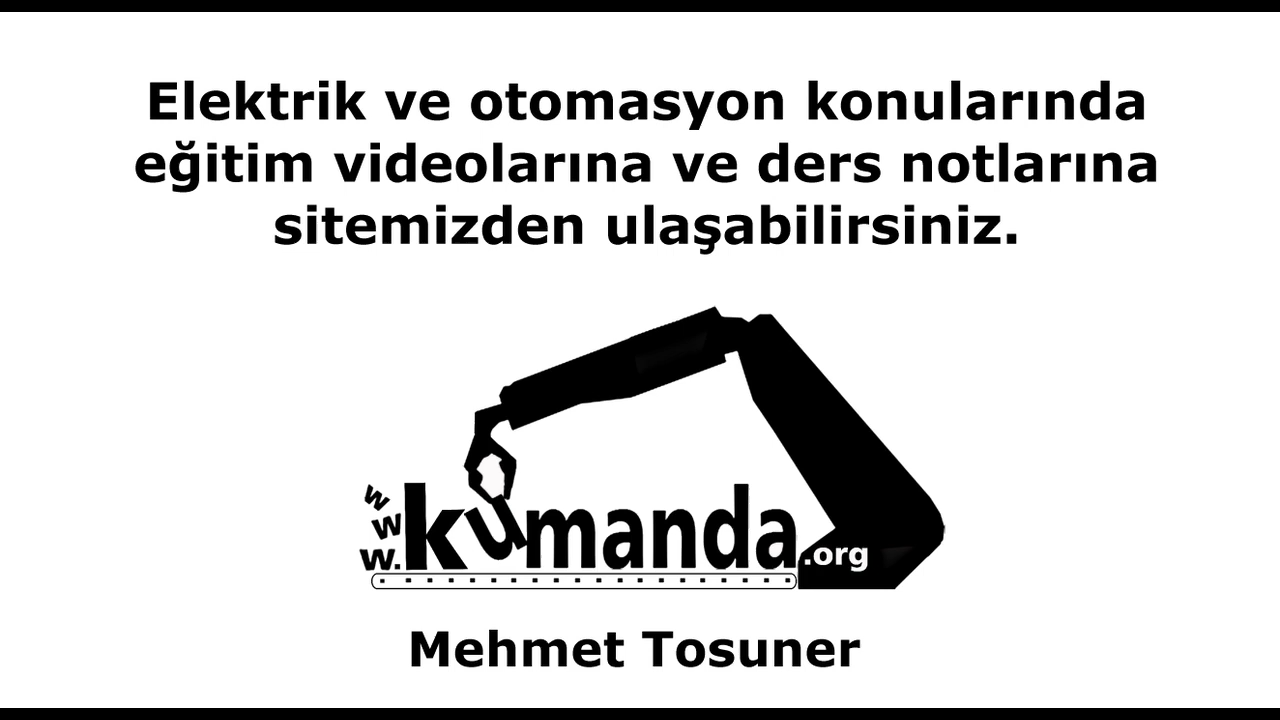 Elektrik ve otomasyon konularında
eğitim videolarına ve ders notlarına
sitemizden ulaşabilirsiniz.
www.kumanda.org
Mehmet Tosuner